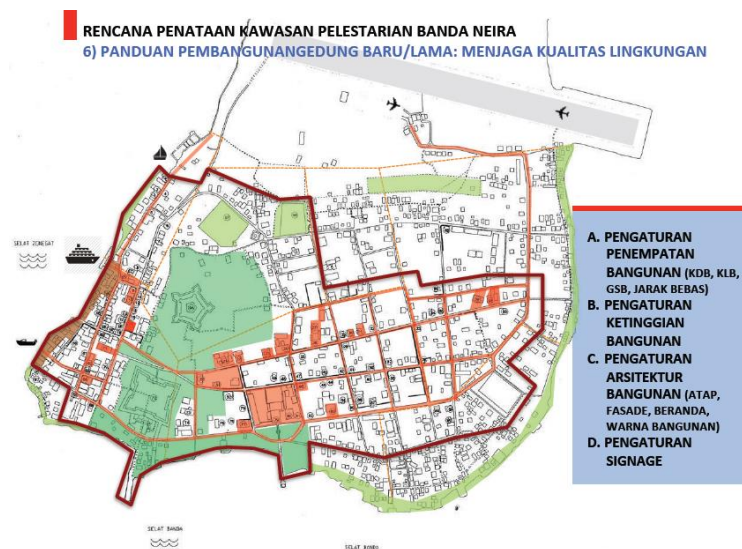 RENCANA PENATAAN KAWASAN PELESTARIAN BANDA NEIRA
6) PANDUAN PEMBANGUNANGEDUNG BARU/LAMA: MENJAGA KUALITAS LINGKUNGAN
SELAT ZONEGAT
A. PENGATURAN
PENEMPATAN
BANGUNAN (KDB, KLB,
GSB, JARAK BEBAS)
B. PENGATURAN
KETINGGIAN
BANGUNAN
C. PENGATURAN
ARSITEKTUR
BANGUNAN (ATAP,
FASADE, BERANDA,
WARNA BANGUNAN)
D. PENGATURAN
SIGNAGE
SELAT BANDA
SELAT BANDA